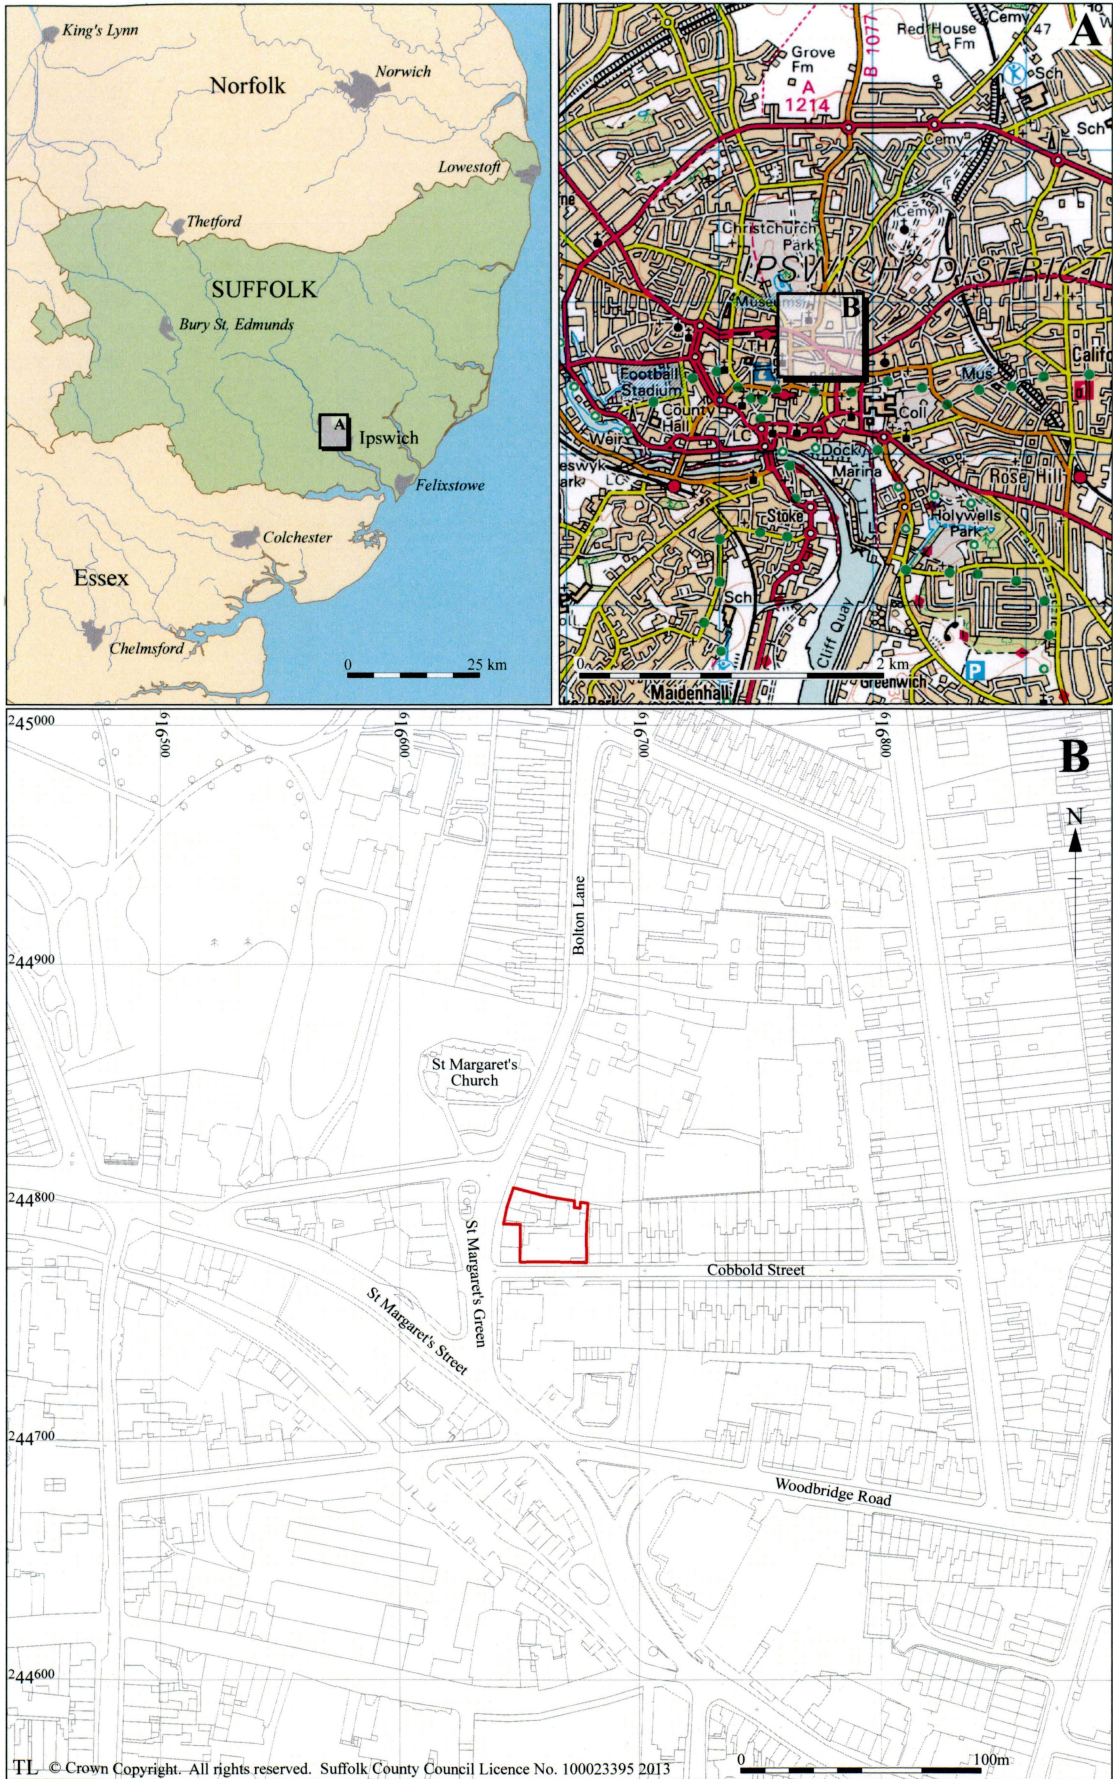 King's Lynn
Norfolk
Norwich
Lowestoft
Thetford
SUFFOLK
Bury St. Edmunds
A
Ipswich
Felixstowe
Colchester
Essex
Chelmsford
0 25 km
A
Red House
Fm
Cemy
47
Grove
Fm
B 1077
A
1214
Sch
Sch
Cemy
Cemy
Christchurch
Park
IPSWICH DISTRICT
Museums
B
TH
Football
Stadium
County
Hall
Mus
Coll
Weir
LC
LC
Dock
Marina
Rose Hill
Stoke
LC
Holywells
Park
Sch
Cliff Quay
P
0 2 km
Greenwich
Maidenhall
B
245000
616500
616600
616700
616800
N
Bolton Lane
244900
St Margaret's
Church
244800
St Margaret's Green
Cobbold Street
St Margaret's Street
244700
Woodbridge Road
244600
0 100m
TL © Crown Copyright. All rights reserved. Suffolk County Council Licence No. 100023395 2013